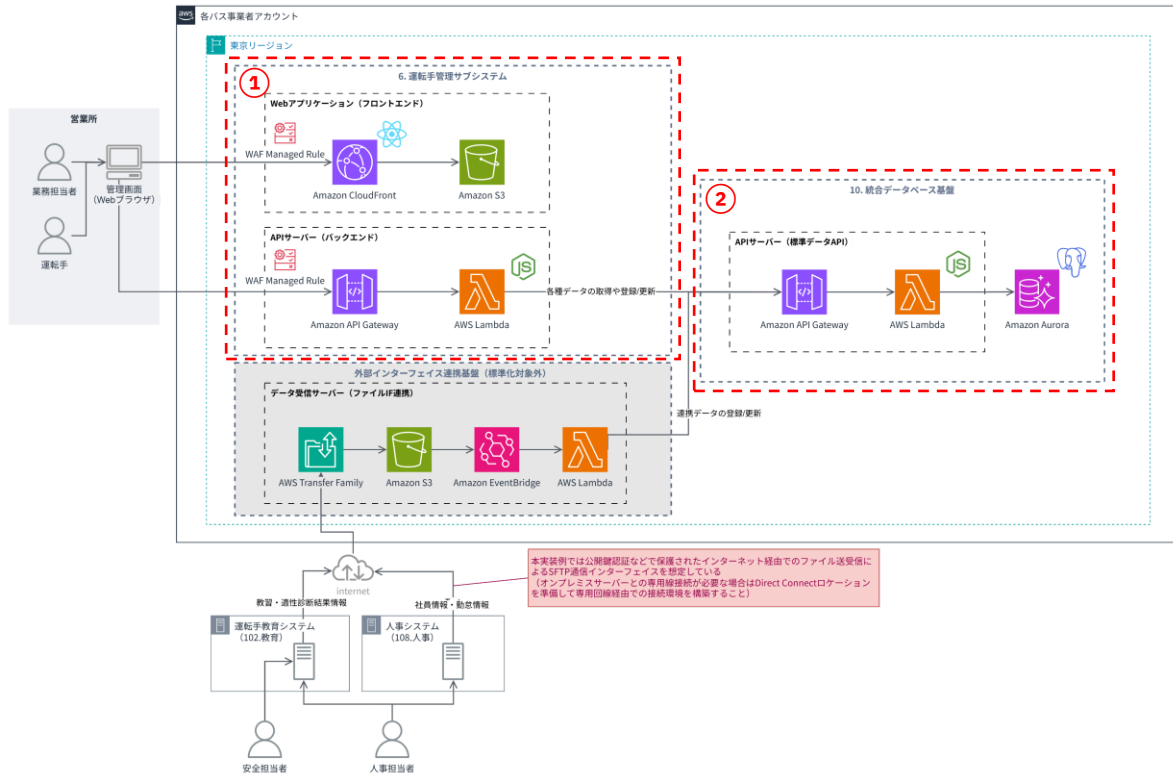 aws
各バス事業者アカウント
東京リージョン
①
6. 運転手管理サブシステム
Webアプリケーション（フロントエンド）
WAF Managed Rule
Amazon CloudFront
Amazon S3
APIサーバー（バックエンド）
WAF Managed Rule
JS
Amazon API Gateway
AWS Lambda
各種データの取得や登録/更新
営業所
業務担当者
管理画面
（Webブラウザ）
運転手
②
10. 統合データベース基盤
APIサーバー（標準データAPI）
JS
Amazon API Gateway
AWS Lambda
Amazon Aurora
外部インターフェイス連携基盤（標準化対象外）
データ受信サーバー（ファイルIF連携）
連携データの登録/更新
AWS Transfer Family
Amazon S3
Amazon EventBridge
AWS Lambda
internet
本実装例では公開鍵認証などで保護されたインターネット経由でのファイル送受信に
よるSFTP通信インターフェイスを想定している
（オンプレミスサーバーとの専用線接続が必要な場合はDirect Connectロケーション
を準備して専用回線経由での接続環境を構築すること）
教習・適性診断結果情報
社員情報・勤怠情報
運転手教育システム
（102.教育）
人事システム
（108.人事）
安全担当者
人事担当者